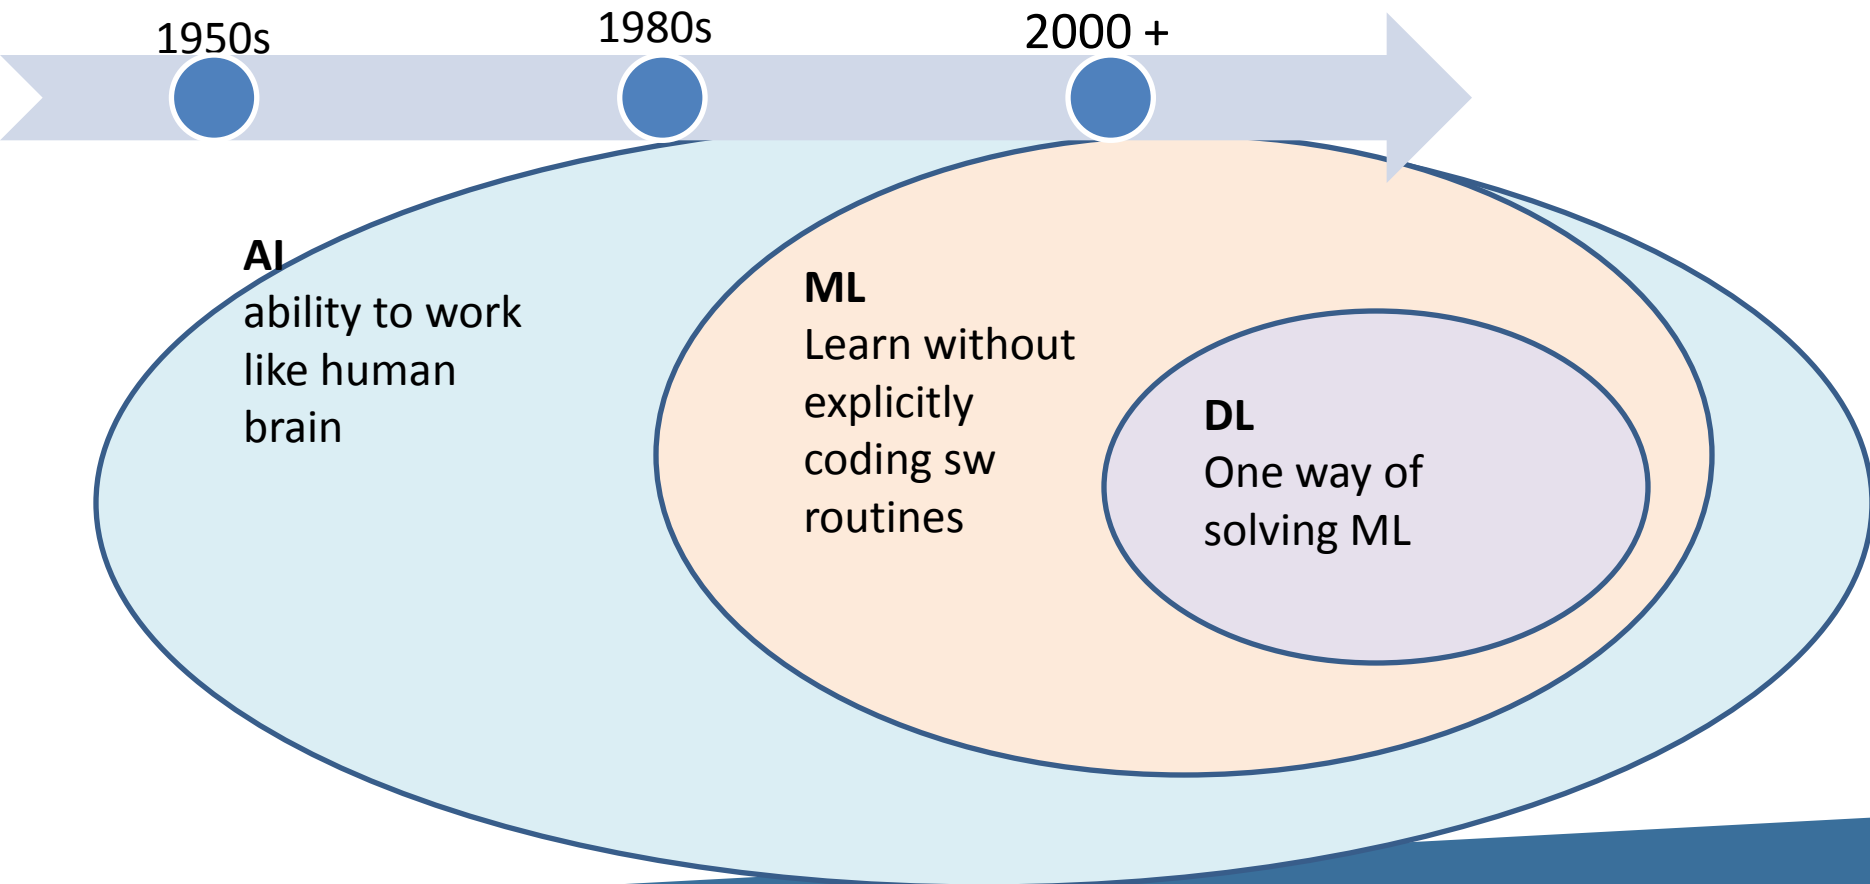 1950s
1980s
2000 +
AI
ability to work
like human
brain
ML
Learn without
explicitly
coding sw
routines
DL
One way of
solving ML